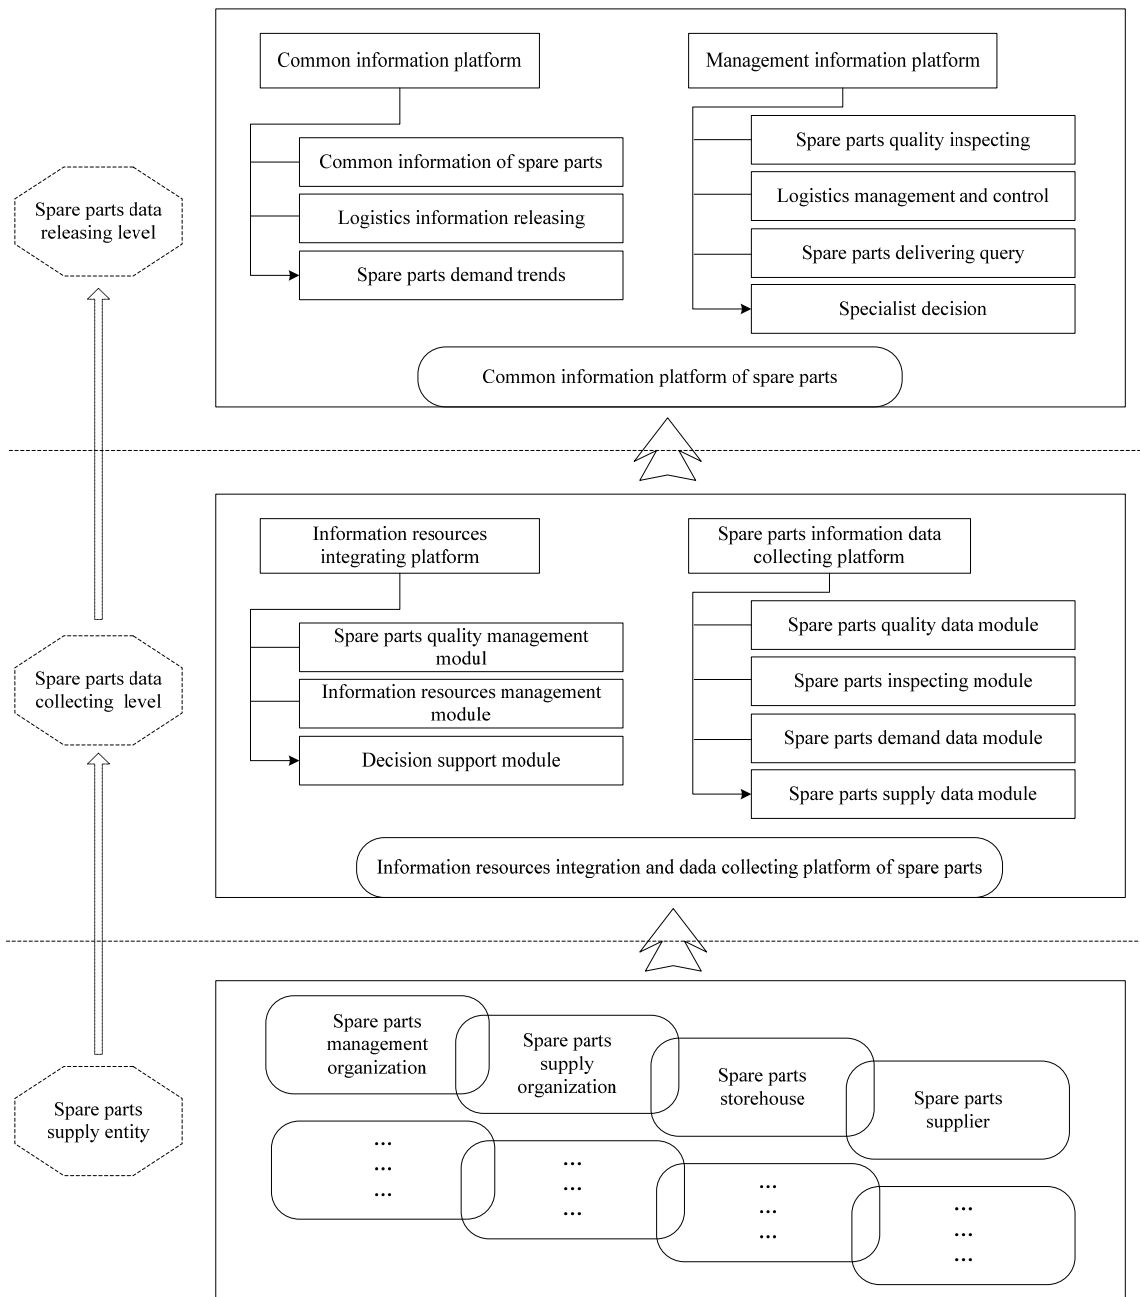 Common information platform
Management information platform
Common information of spare parts
Logistics information releasing
Spare parts demand trends
Spare parts quality inspecting
Logistics management and control
Spare parts delivering query
Specialist decision
Spare parts data
releasing level
Common information platform of spare parts
Information resources
integrating platform
Spare parts information data
collecting platform
Spare parts quality management
modul
Information resources management
module
Decision support module
Spare parts quality data module
Spare parts inspecting module
Spare parts demand data module
Spare parts supply data module
Spare parts data
collecting level
Information resources integration and dada collecting platform of spare parts
Spare parts
management
organization
Spare parts
supply
organization
Spare parts
storehouse
Spare parts
supplier
Spare parts
supply entity
...
...
...
...
...
...
...
...
...
...
...
...